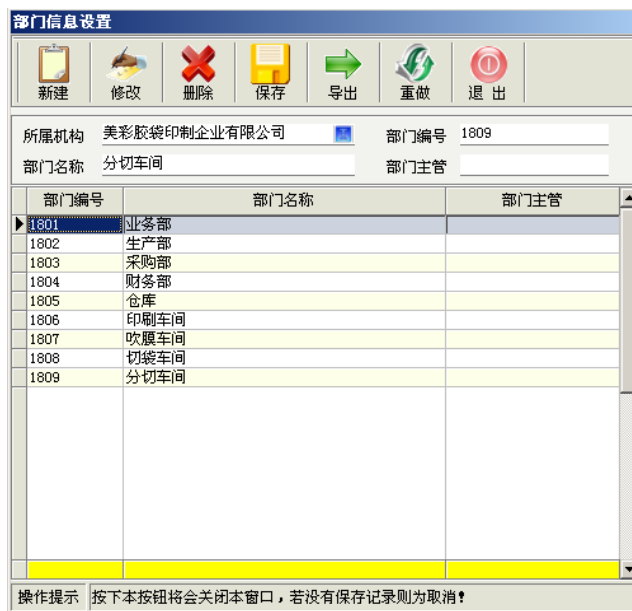 部门信息设置
新建 修改 删除 保存 导出 重做 退 出
所属机构 美彩胶袋印制企业有限公司 部门编号 1809
部门名称 分切车间 部门主管
部门编号 部门名称 部门主管
1801 业务部
1802 生产部
1803 采购部
1804 财务部
1805 仓库
1806 印刷车间
1807 吹膜车间
1808 切袋车间
1809 分切车间
操作提示 按下本按钮将会关闭本窗口，若没有保存记录则为取消！